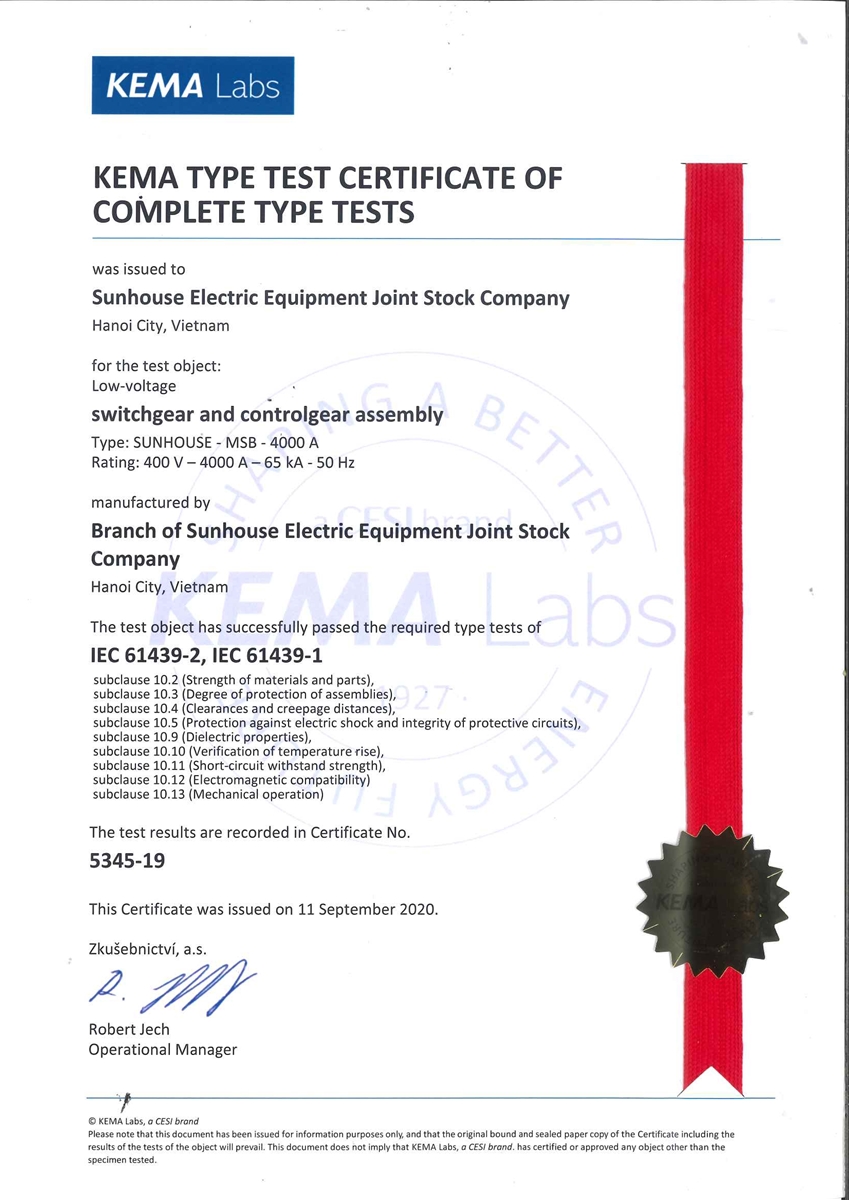 KEMA Labs
KEMA TYPE TEST CERTIFICATE OF
COMPLETE TYPE TESTS
was issued to
Sunhouse Electric Equipment Joint Stock Company
Hanoi City, Vietnam
for the test object:
Low-voltage
switchgear and controlgear assembly
Type: SUNHOUSE - MSB - 4000 A
Rating: 400 V – 4000 A – 65 kA - 50 Hz
manufactured by
Branch of Sunhouse Electric Equipment Joint Stock
Company
Hanoi City, Vietnam
The test object has successfully passed the required type tests of
IEC 61439-2, IEC 61439-1
subclause 10.2 (Strength of materials and parts),
subclause 10.3 (Degree of protection of assemblies),
subclause 10.4 (Clearances and creepage distances),
subclause 10.5 (Protection against electric shock and integrity of protective circuits),
subclause 10.9 (Dielectric properties),
subclause 10.10 (Verification of temperature rise),
subclause 10.11 (Short-circuit withstand strength),
subclause 10.12 (Electromagnetic compatibility)
subclause 10.13 (Mechanical operation)
The test results are recorded in Certificate No.
5345-19
This Certificate was issued on 11 September 2020.
Zkušebnictví, a.s.
Robert Jech
Operational Manager
© KEMA Labs, a CESI brand
Please note that this document has been issued for information purposes only, and that the original bound and sealed paper copy of the Certificate including the
results of the tests of the object will prevail. This document does not imply that KEMA Labs, a CESI brand. has certified or approved any object other than the
specimen tested.
SHAPING A BETTER
a CESI brand
KEMA Labs
1927
ENERGY
KEMA